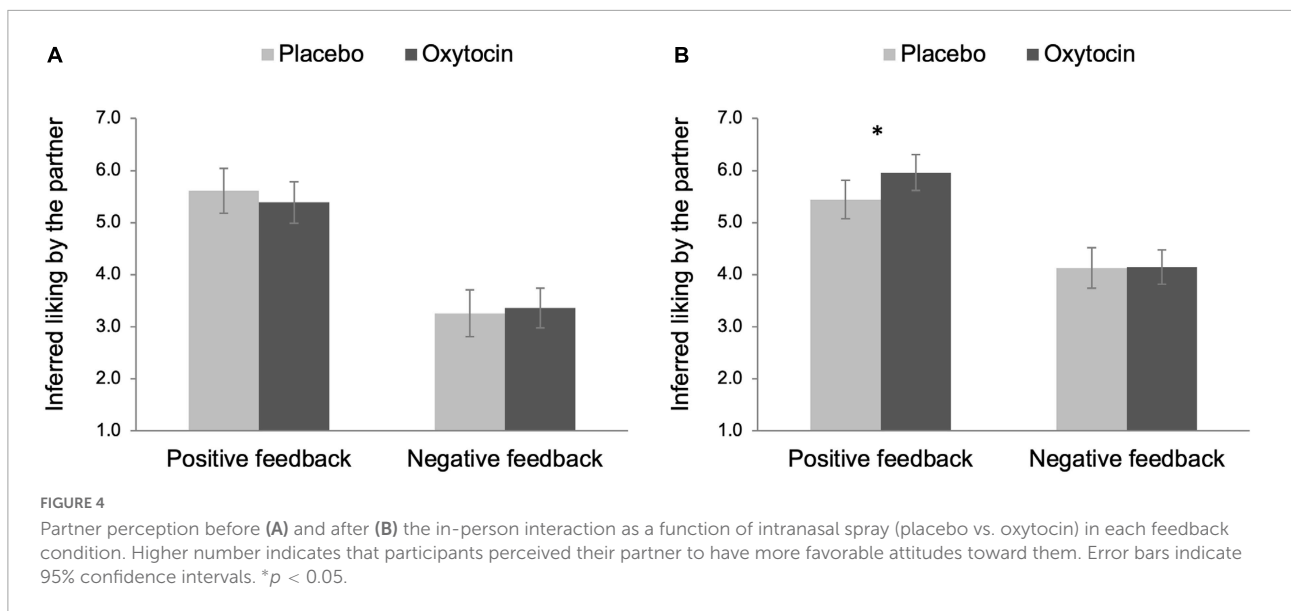 A
Placebo Oxytocin
Inferred liking by the partner
7.0
6.0
5.0
4.0
3.0
2.0
1.0
Positive feedback Negative feedback
B
Placebo Oxytocin
Inferred liking by the partner
7.0
6.0
5.0
4.0
3.0
2.0
1.0
*
Positive feedback Negative feedback
FIGURE 4
Partner perception before (A) and after (B) the in-person interaction as a function of intranasal spray (placebo vs. oxytocin) in each feedback
condition. Higher number indicates that participants perceived their partner to have more favorable attitudes toward them. Error bars indicate
95% confidence intervals. *p < 0.05.